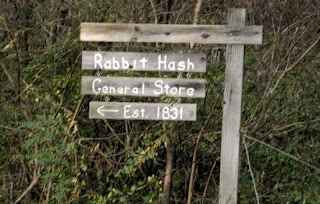 Rabbit Hash
General Store
← Est. 1831